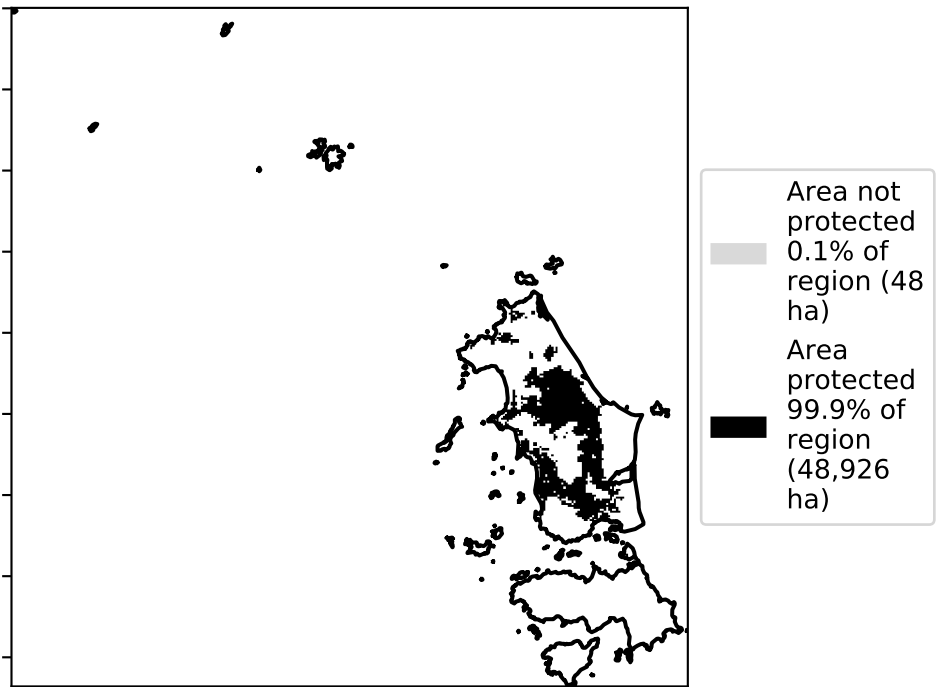 Area not
protected
0.1% of
region (48
ha)
Area
protected
99.9% of
region
(48,926
ha)